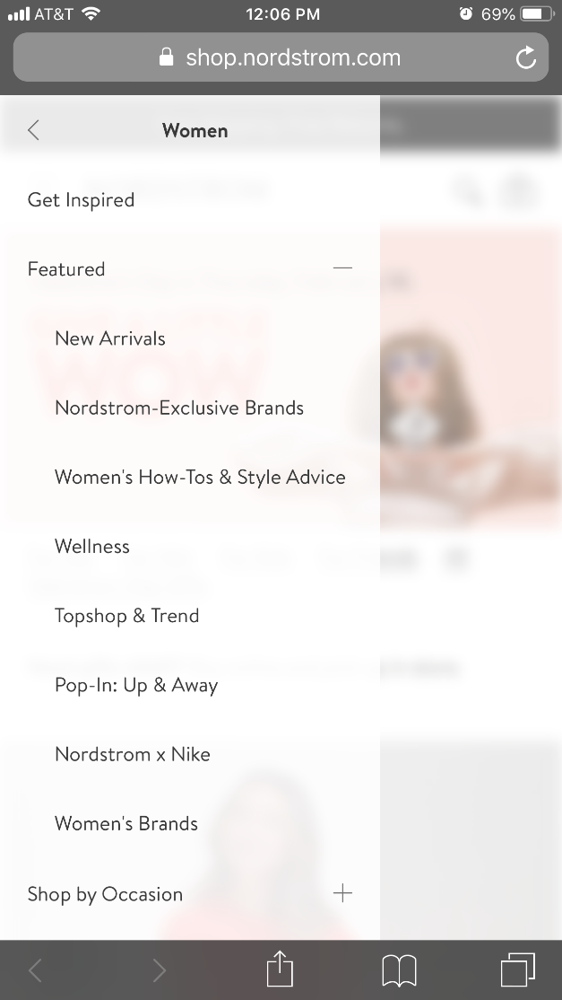 AT&T 12:06 PM 69%
shop.nordstrom.com
Women
Get Inspired
Featured
New Arrivals
Nordstrom-Exclusive Brands
Women's How-Tos & Style Advice
Wellness
Topshop & Trend
Pop-In: Up & Away
Nordstrom x Nike
Women's Brands
Shop by Occasion